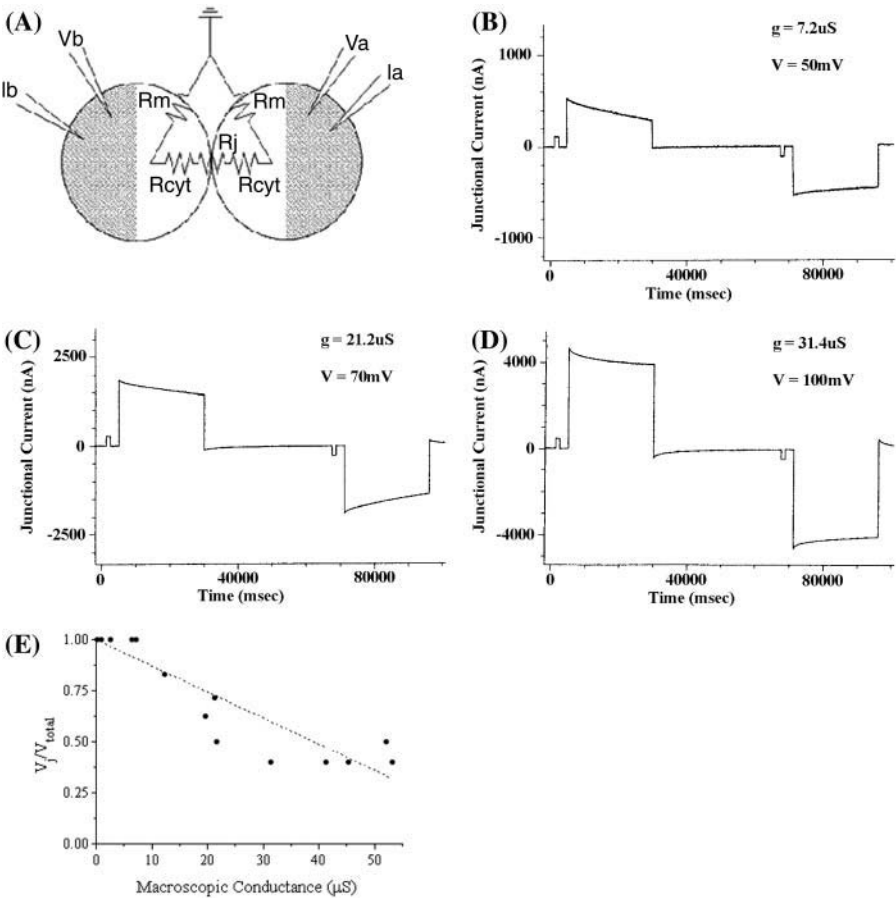 (A)
Vb
Va
Ib
Ia
Rm
Rm
Rj
Rcyt
Rcyt
(B)
g = 7.2uS
V = 50mV
Junctional Current (nA)
1000
0
-1000
0
40000
80000
Time (msec)
(C)
g = 21.2uS
V = 70mV
Junctional Current (nA)
2500
0
-2500
0
40000
80000
Time (msec)
(D)
g = 31.4uS
V = 100mV
Junctional Current (nA)
4000
0
-4000
0
40000
80000
Time (msec)
(E)
Vj/Vtotal
1.00
0.75
0.50
0.25
0.00
0
10
20
30
40
50
Macroscopic Conductance (μS)